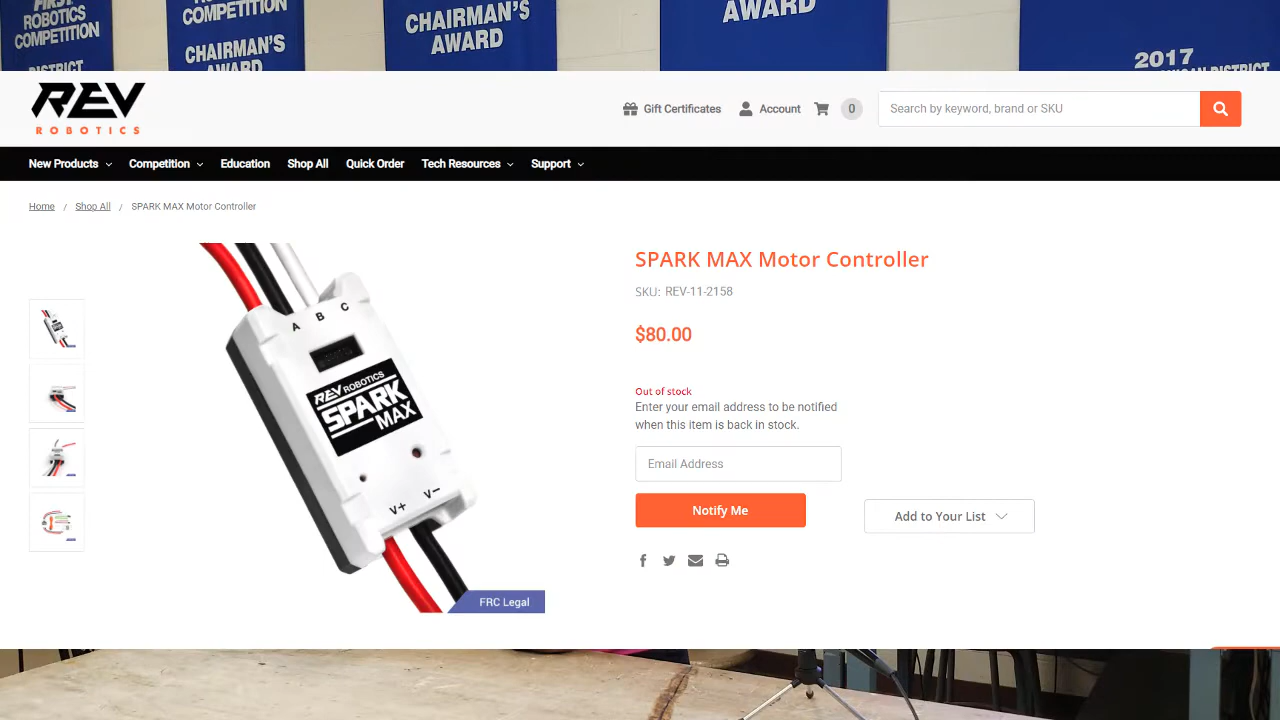 FIRST
ROBOTICS
COMPETITION
DISTRICT
COMPETITION
CHAIRMAN'S
AWARD
CHAIRMAN'S
AWARD
AWARD
2017
DISTRICT
REV
ROBOTICS
Gift Certificates
Account
0
Search by keyword, brand or SKU
New Products
Competition
Education
Shop All
Quick Order
Tech Resources
Support
Home / Shop All / SPARK MAX Motor Controller
A B C
REV ROBOTICS
SPARK
MAX
V+ V-
FRC Legal
SPARK MAX Motor Controller
SKU: REV-11-2158
$80.00
Out of stock
Enter your email address to be notified
when this item is back in stock.
Email Address
Notify Me
Add to Your List